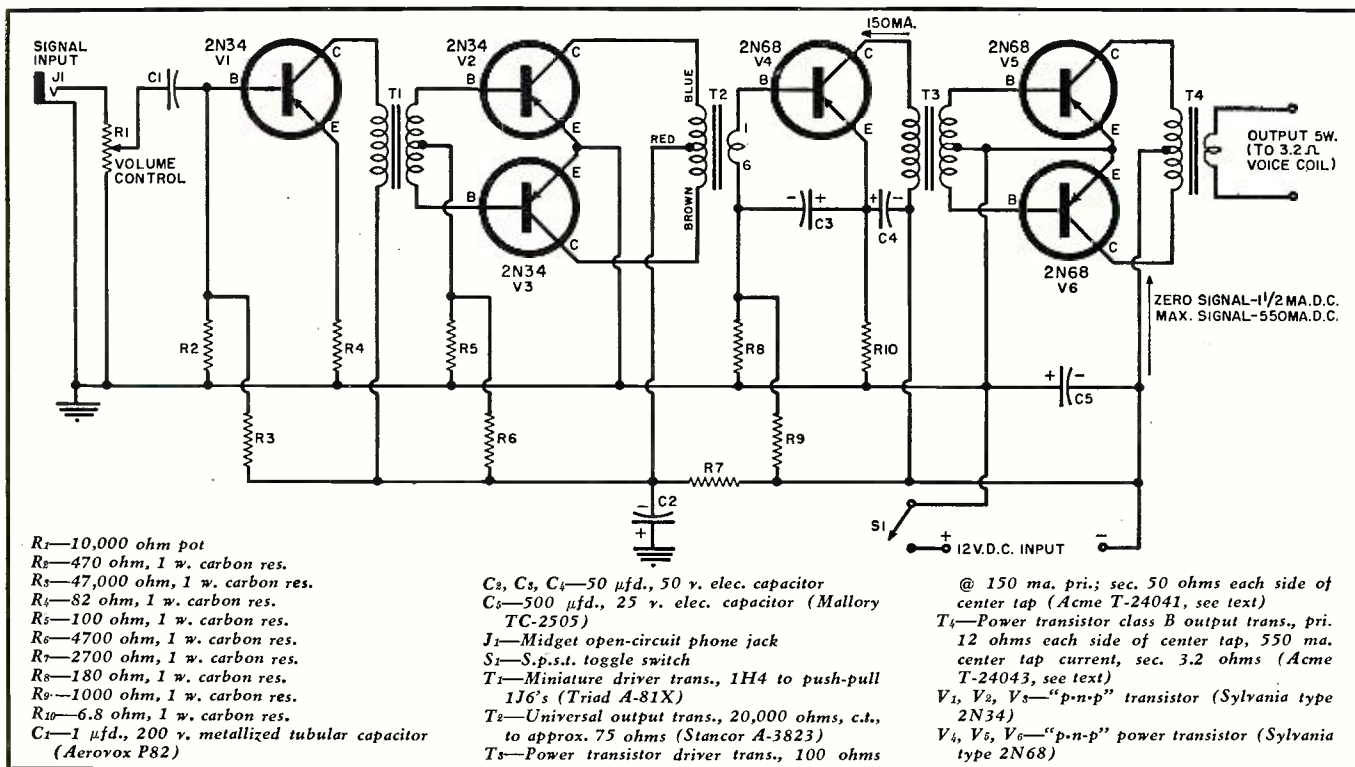 SIGNAL
INPUT
J1
V
C1
R1
VOLUME
CONTROL
2N34
V1
B
C
E
R2
R3
R4
T1
2N34
V2
B
C
E
B
E
C
2N34
V3
R5
R6
BLUE
RED
BROWN
T2
1
6
C2
-
+
R7
150MA.
2N68
V4
B
C
E
- +
C3
+ -
C4
R8
R9
R10
T3
2N68
V5
B
C
E
B
E
C
2N68
V6
T4
OUTPUT 5W.
(TO 3.2 Ω
VOICE COIL)
ZERO SIGNAL-1 1/2 MA.D.C.
MAX. SIGNAL-550MA.D.C.
+ -
C5
S1
+ 12V.D.C. INPUT -
R1—10,000 ohm pot
R2—470 ohm, 1 w. carbon res.
R3—47,000 ohm, 1 w. carbon res.
R4—82 ohm, 1 w. carbon res.
R5—100 ohm, 1 w. carbon res.
R6—4700 ohm, 1 w. carbon res.
R7—2700 ohm, 1 w. carbon res.
R8—180 ohm, 1 w. carbon res.
R9—1000 ohm, 1 w. carbon res.
R10—6.8 ohm, 1 w. carbon res.
C1—1 μfd., 200 v. metallized tubular capacitor
(Aerovox P82)
C2, C3, C4—50 μfd., 50 v. elec. capacitor
C5—500 μfd., 25 v. elec. capacitor (Mallory
TC-2505)
J1—Midget open-circuit phone jack
S1—S.p.s.t. toggle switch
T1—Miniature driver trans., 1H4 to push-pull
1J6's (Triad A-81X)
T2—Universal output trans., 20,000 ohms, c.t.,
to approx. 75 ohms (Stancor A-3823)
T3—Power transistor driver trans., 100 ohms
@ 150 ma. pri.; sec. 50 ohms each side of
center tap (Acme T-24041, see text)
T4—Power transistor class B output trans., pri.
12 ohms each side of center tap, 550 ma.
center tap current, sec. 3.2 ohms (Acme
T-24043, see text)
V1, V2, V3—"p-n-p" transistor (Sylvania type
2N34)
V4, V5, V6—"p-n-p" power transistor (Sylvania
type 2N68)